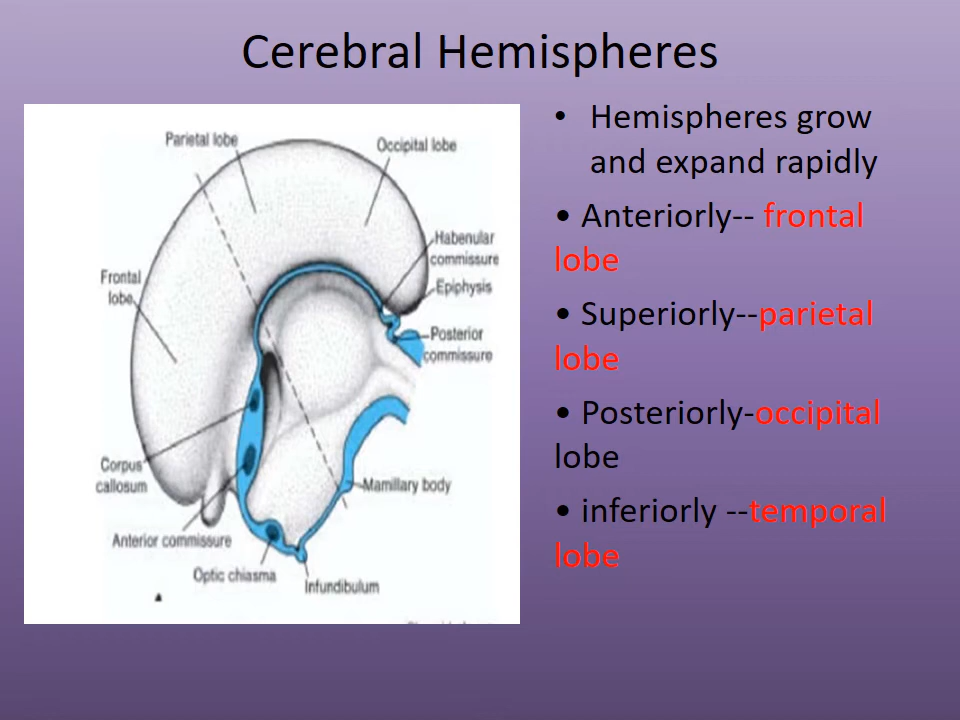 Cerebral Hemispheres
Parietal lobe
Occipital lobe
Habenular
commissure
Frontal
lobe
Epiphysis
Posterior
commissure
Corpus
callosum
Mamillary body
Anterior commissure
Optic chiasma
Infundibulum
• Hemispheres grow
and expand rapidly
• Anteriorly-- frontal
lobe
• Superiorly--parietal
lobe
• Posteriorly-occipital
lobe
• inferiorly --temporal
lobe